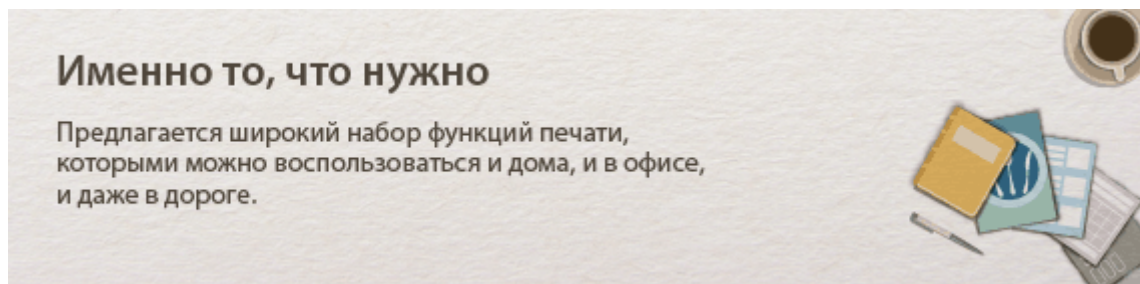 Именно то, что нужно
Предлагается широкий набор функций печати,
которыми можно воспользоваться и дома, и в офисе,
и даже в дороге.